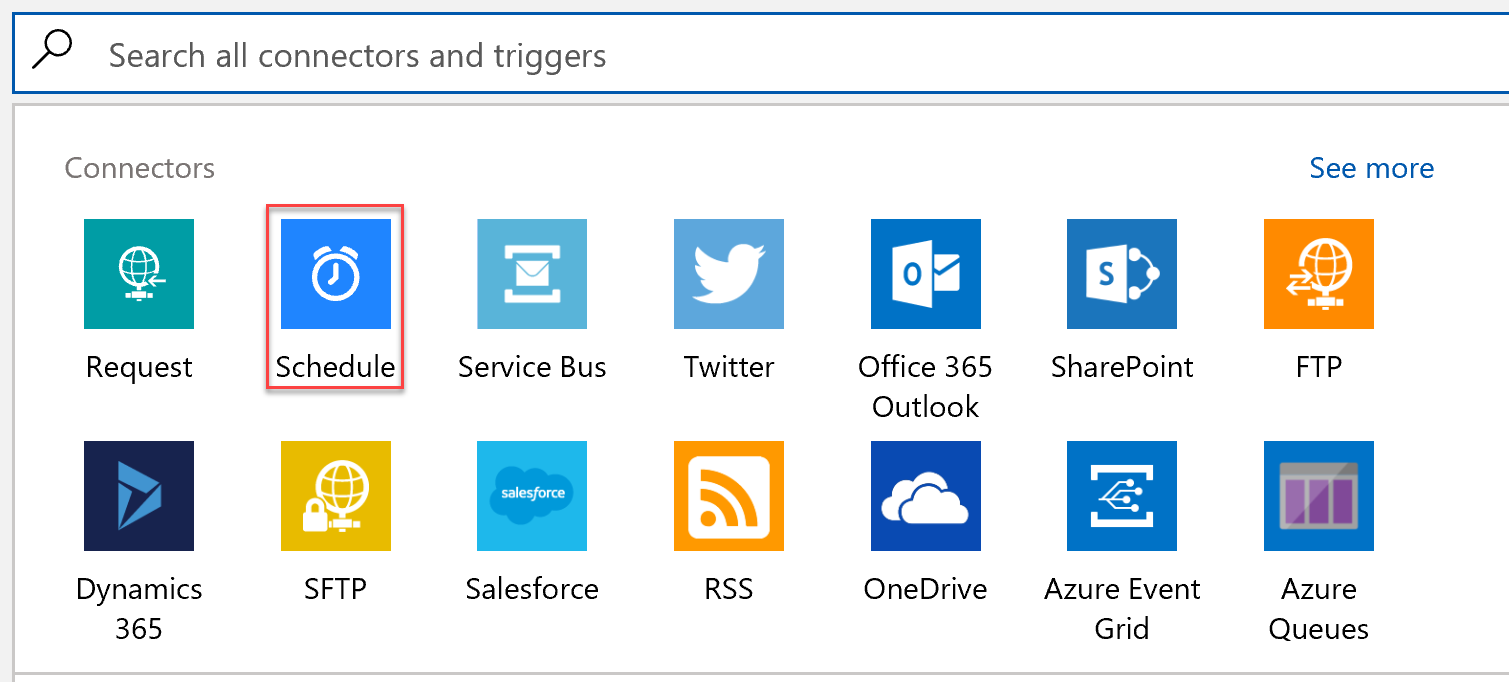 Search all connectors and triggers
Connectors
See more
Request
Schedule
Service Bus
Twitter
Office 365
Outlook
O
S
SharePoint
FTP
Dynamics
365
SFTP
salesforce
Salesforce
RSS
OneDrive
Azure Event
Grid
Azure
Queues